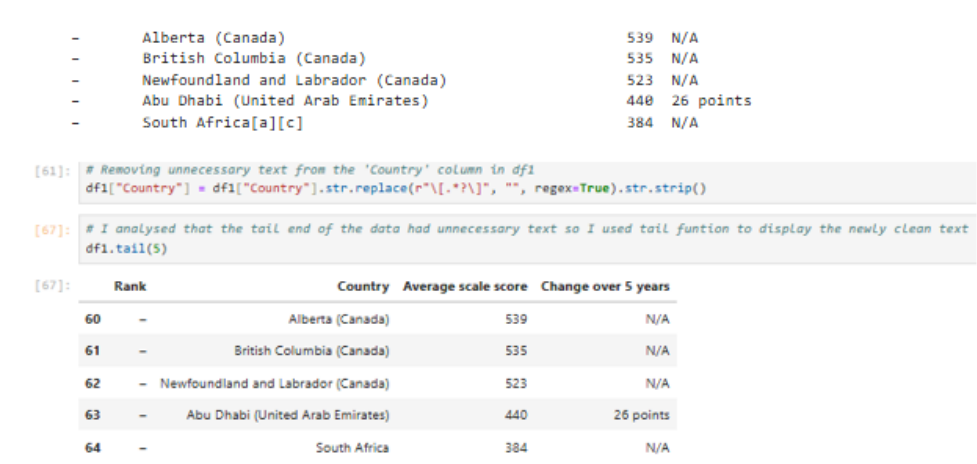 – Alberta (Canada) 539 N/A
– British Columbia (Canada) 535 N/A
– Newfoundland and Labrador (Canada) 523 N/A
– Abu Dhabi (United Arab Emirates) 440 26 points
– South Africa[a][c] 384 N/A
[61]: # Removing unnecessary text from the 'Country' column in df1
df1["Country"] = df1["Country"].str.replace(r"\[.*?\]", "", regex=True).str.strip()
[67]: # I analysed that the tail end of the data had unnecessary text so I used tail funtion to display the newly clean text
df1.tail(5)
[67]: Rank Country Average scale score Change over 5 years
60 – Alberta (Canada) 539 N/A
61 – British Columbia (Canada) 535 N/A
62 – Newfoundland and Labrador (Canada) 523 N/A
63 – Abu Dhabi (United Arab Emirates) 440 26 points
64 – South Africa 384 N/A